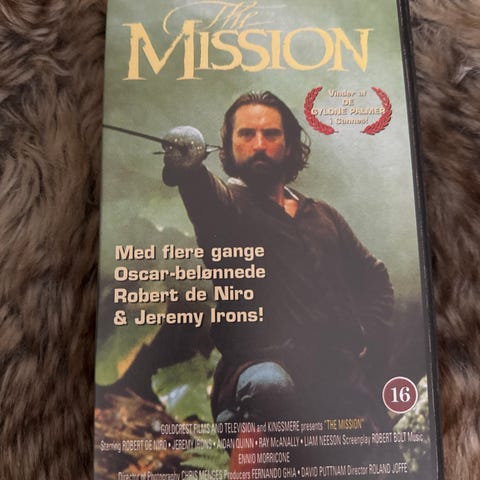 The
MISSION
Vinder af
DE
GYLDNE PALMER
i Cannes!
Med flere gange
Oscar-belønnede
Robert de Niro
& Jeremy Irons!
16
GOLDCREST FILMS AND TELEVISION and KINGSMERE presents "THE MISSION"
Starring ROBERT DE NIRO • JEREMY IRONS • AIDAN QUINN • RAY McANALLY • LIAM NEESON Screenplay ROBERT BOLT Music
ENNIO MORRICONE
Director of Photography CHRIS MENGES Producers FERNANDO GHIA • DAVID PUTTNAM Director ROLAND JOFFE